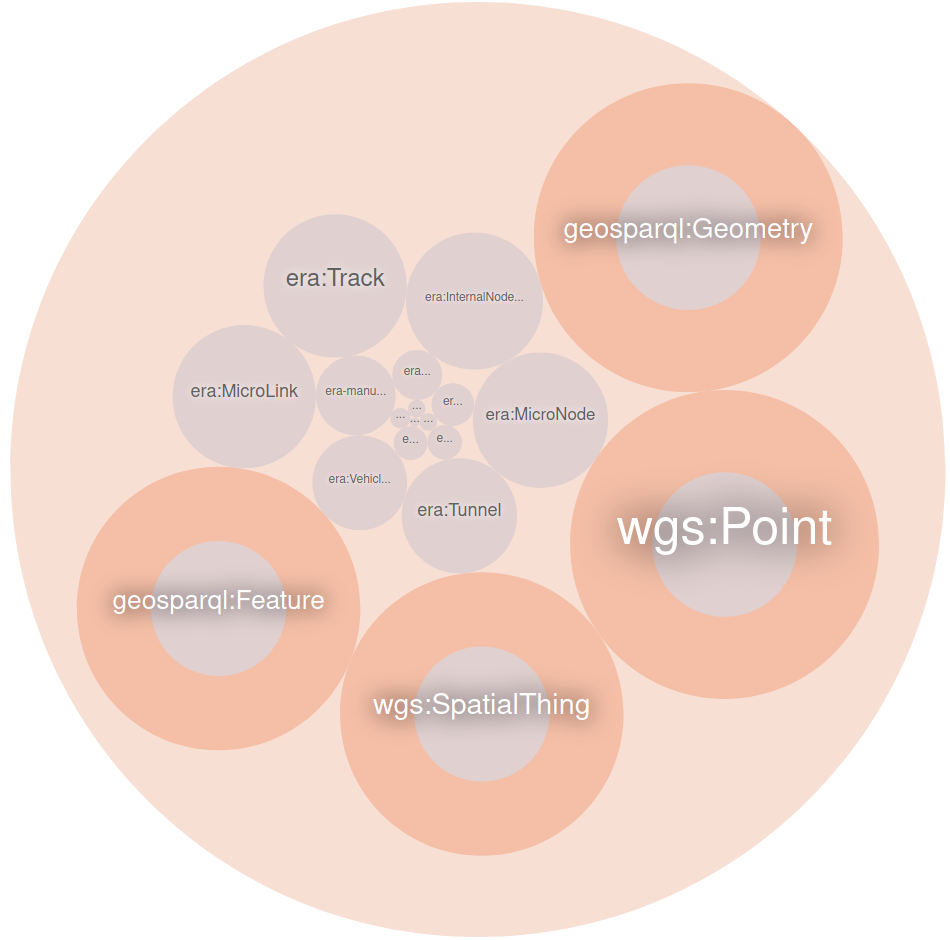 geosparql:Geometry
era:Track
era:InternalNode...
era:MicroLink
era-manu...
era...
er...
era:MicroNode
...
...
...
...
e...
e...
era:Vehicl...
era:Tunnel
wgs:Point
geosparql:Feature
wgs:SpatialThing